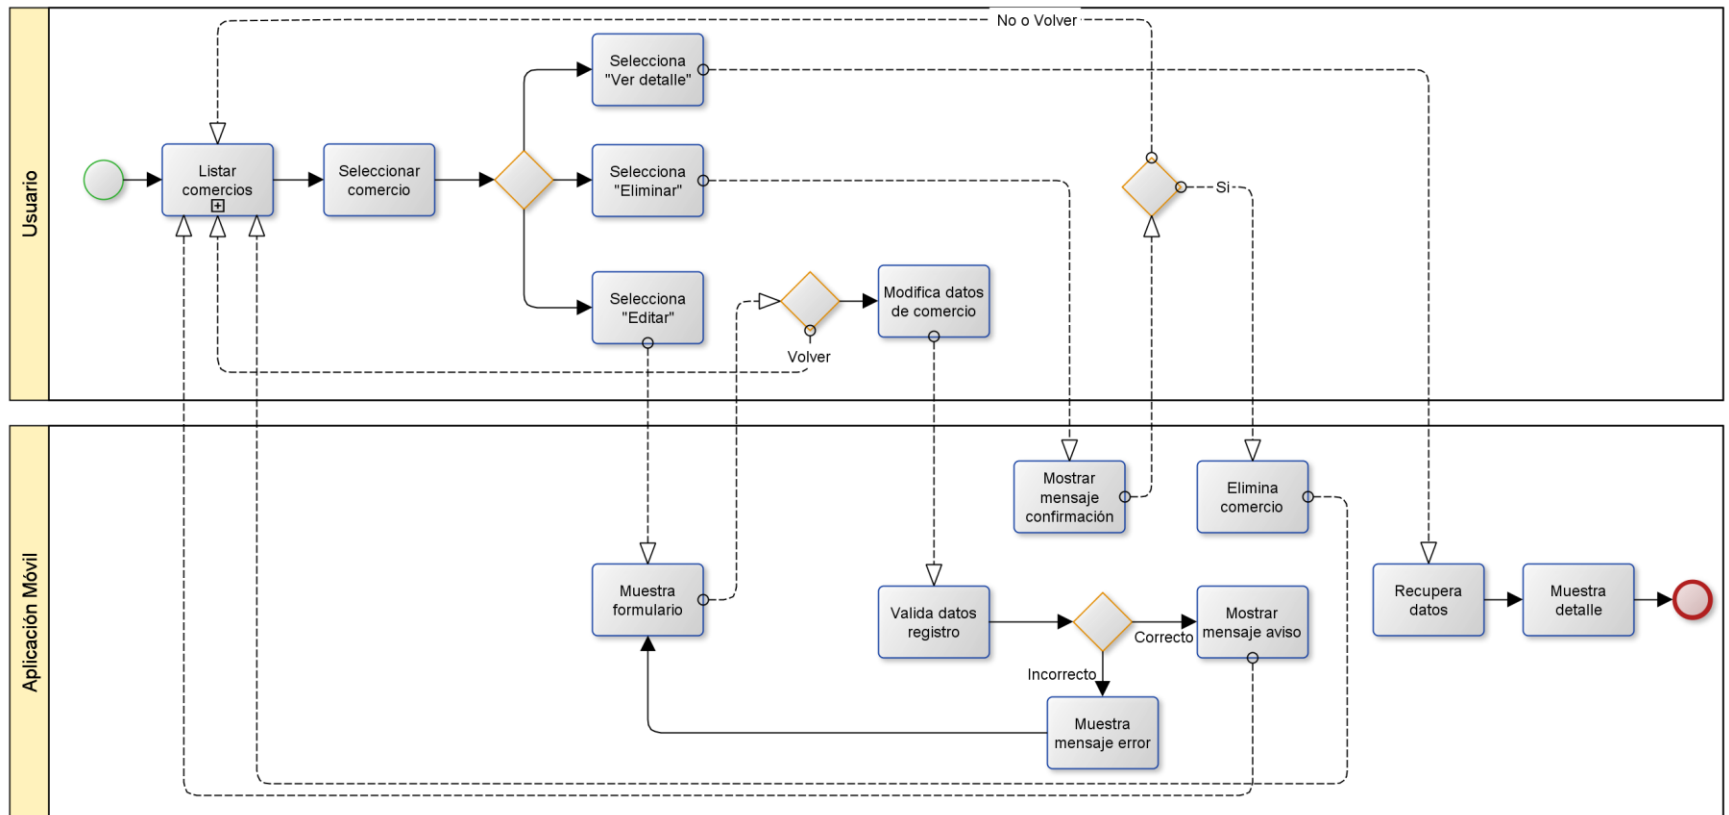 No o Volver
Usuario
Selecciona
"Ver detalle"
Listar
comercios
Seleccionar
comercio
Selecciona
"Eliminar"
Si
Selecciona
"Editar"
Modifica datos
de comercio
Volver
Aplicación Móvil
Mostrar
mensaje
confirmación
Elimina
comercio
Muestra
formulario
Valida datos
registro
Correcto
Mostrar
mensaje aviso
Recupera
datos
Muestra
detalle
Incorrecto
Muestra
mensaje error